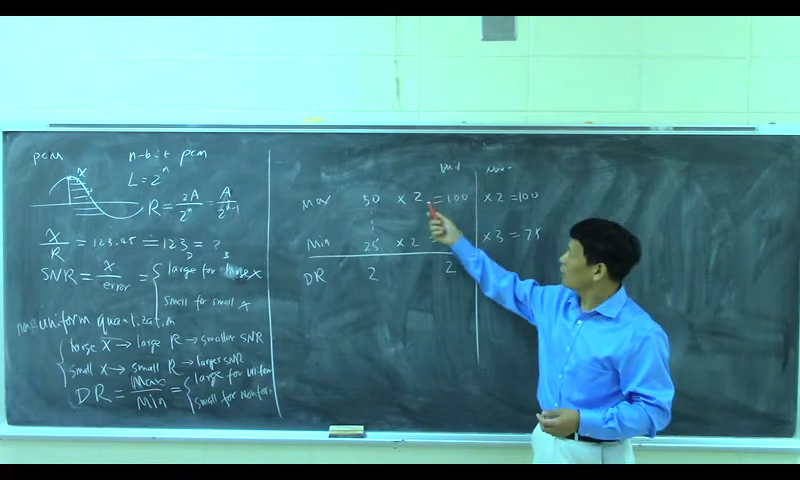 pcm n-bit pcm
x
L = 2^n
R = 2A/2^n = A/2^(n-1)
X/R = 123.45 = 123 = ?
D B
SNR = X/error = { large for large X
small for small X
Non-uniform quantization
{ large X → large R → smaller SNR
small X → small R → larger SNR
DR = Max/Min = { large for Uniform
small for Nonform
Non-
Max 50 × 2 = 100 × 2 = 100
Min 25 × 2 = × 3 = 75
DR 2 2